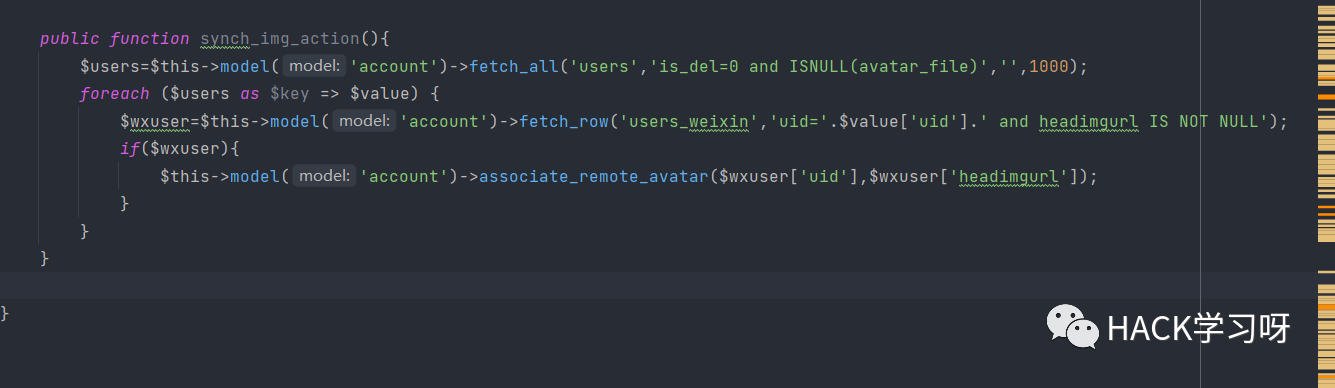 public function synch_img_action(){
$users=$this->model( model: 'account')->fetch_all('users','is_del=0 and ISNULL(avatar_file)','',1000);
foreach ($users as $key => $value) {
$wxuser=$this->model( model: 'account')->fetch_row('users_weixin','uid='.$value['uid'].' and headimgurl IS NOT NULL');
if($wxuser){
$this->model( model: 'account')->associate_remote_avatar($wxuser['uid'],$wxuser['headimgurl']);
}
}
}
}
HACK学习呀